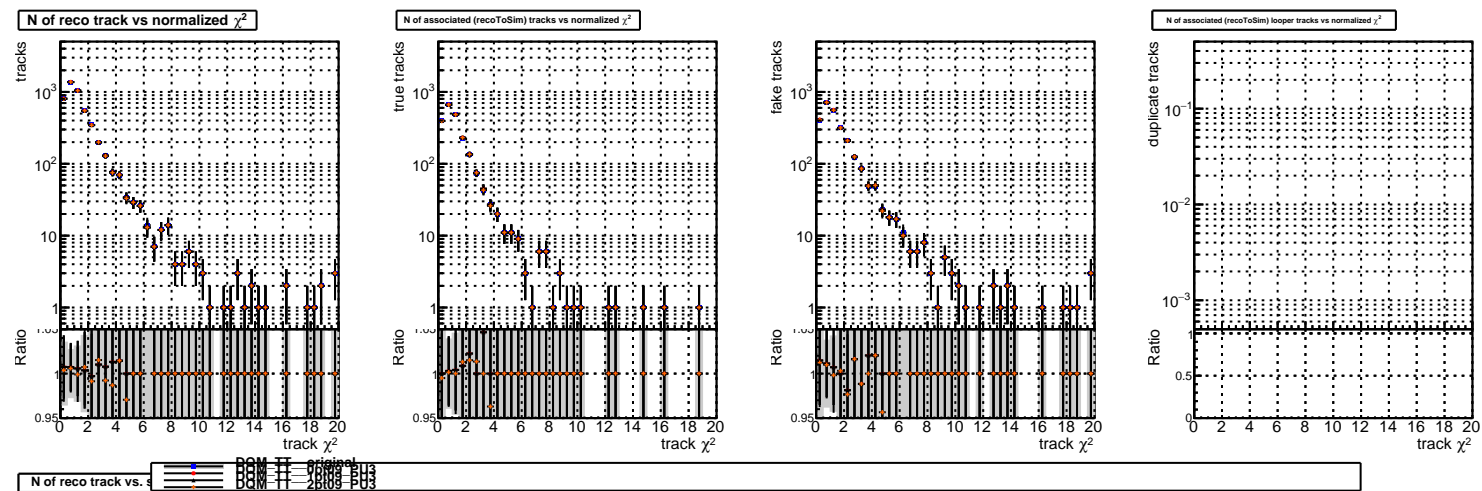 N of reco track vs normalized χ²
N of associated (recoToSim) tracks vs normalized χ²
N of associated (recoToSim) looper tracks vs normalized χ²
tracks
10³
10²
10
1
Ratio
1
0.95
0 2 4 6 8 10 12 14 16 18 20
track χ²
true tracks
10³
10²
10
1
Ratio
1
0.95
0 2 4 6 8 10 12 14 16 18 20
track χ²
fake tracks
10³
10²
10
1
Ratio
1
0.95
0 2 4 6 8 10 12 14 16 18 20
track χ²
duplicate tracks
10⁻¹
10⁻²
10⁻³
Ratio
1
0.5
0
0 2 4 6 8 10 12 14 16 18 20
track χ²
DQM_TT__original
DQM_TT__0pt09_PU3
DQM_TT__1pt09_PU3
DQM_TT__2pt09_PU3
N of reco track vs.